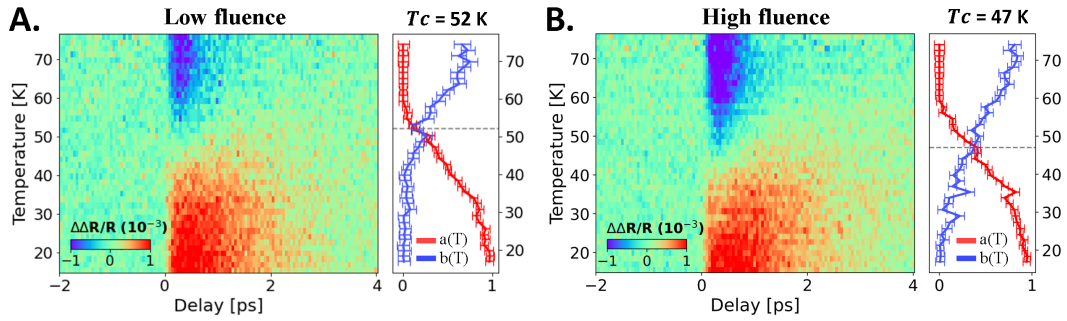 A.
Low fluence
Tc = 52 K
Temperature [K]
70
60
50
40
30
20
ΔΔR/R (10⁻³)
−1 0 1
−2 0 2 4
Delay [ps]
70
60
50
40
30
20
a(T)
b(T)
0 1
B.
High fluence
Tc = 47 K
Temperature [K]
70
60
50
40
30
20
ΔΔR/R (10⁻³)
−1 0 1
−2 0 2 4
Delay [ps]
70
60
50
40
30
20
a(T)
b(T)
0 1